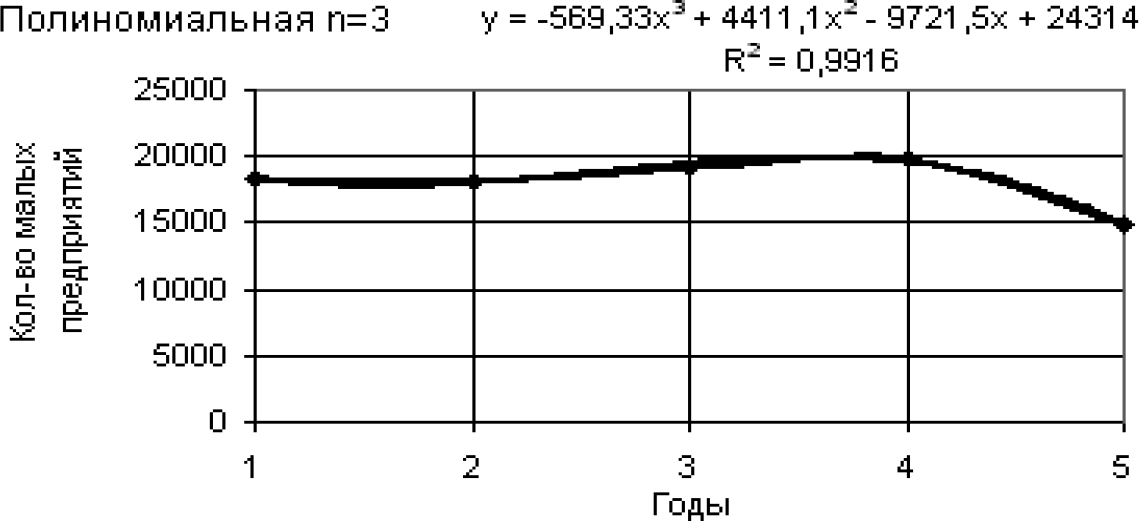 Полиномиальная n=3
y = -569,33x³ + 4411,1x² - 9721,5x + 24314
R² = 0,9916
Кол-во малых
предприятий
25000
20000
15000
10000
5000
0
1 2 3 4 5
Годы